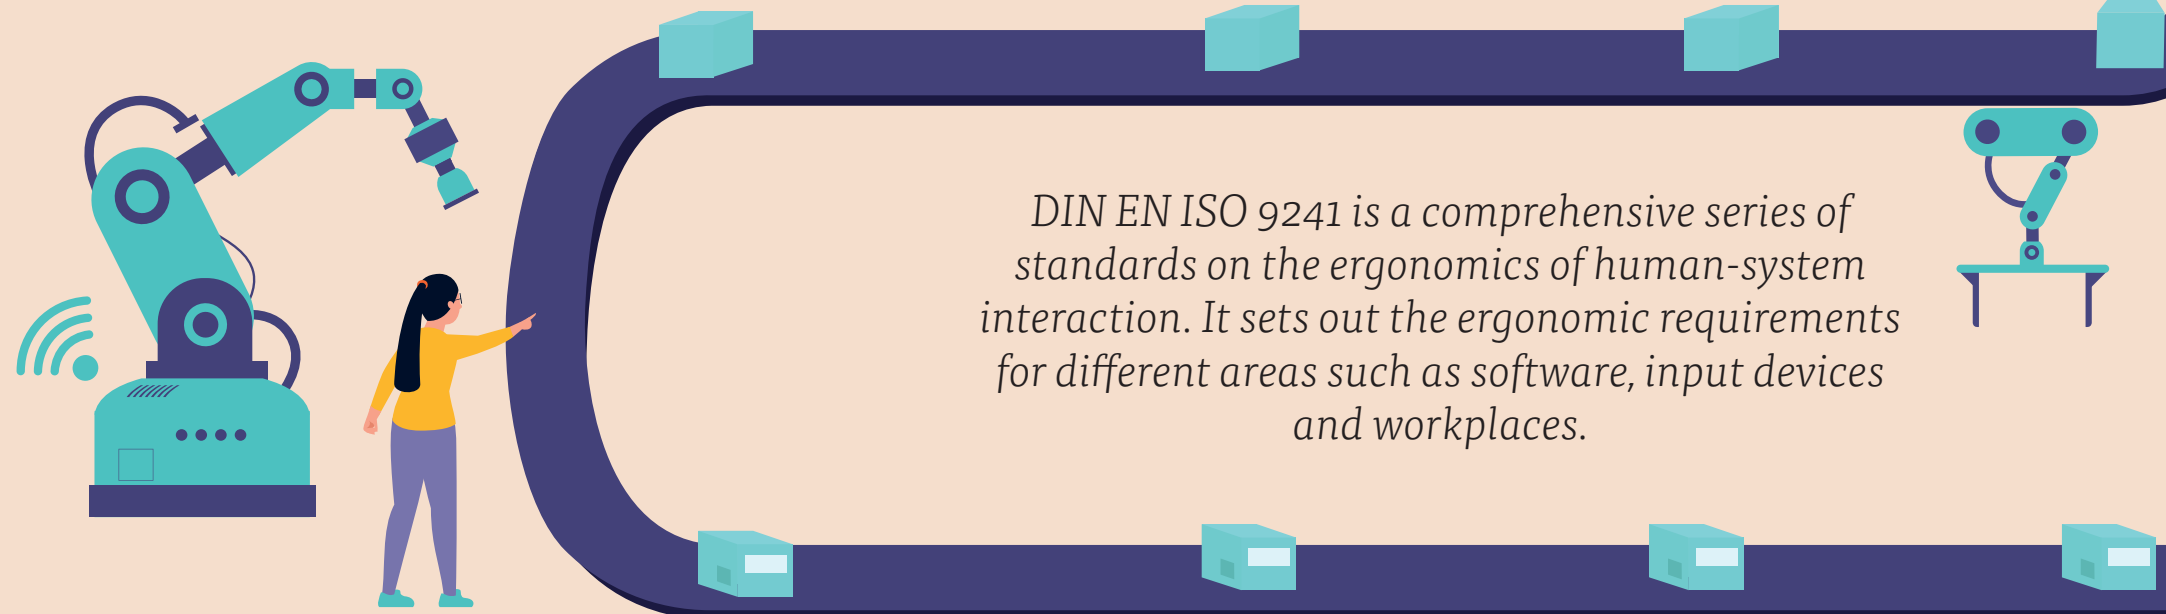 DIN EN ISO 9241 is a comprehensive series of
standards on the ergonomics of human-system
interaction. It sets out the ergonomic requirements
for different areas such as software, input devices
and workplaces.